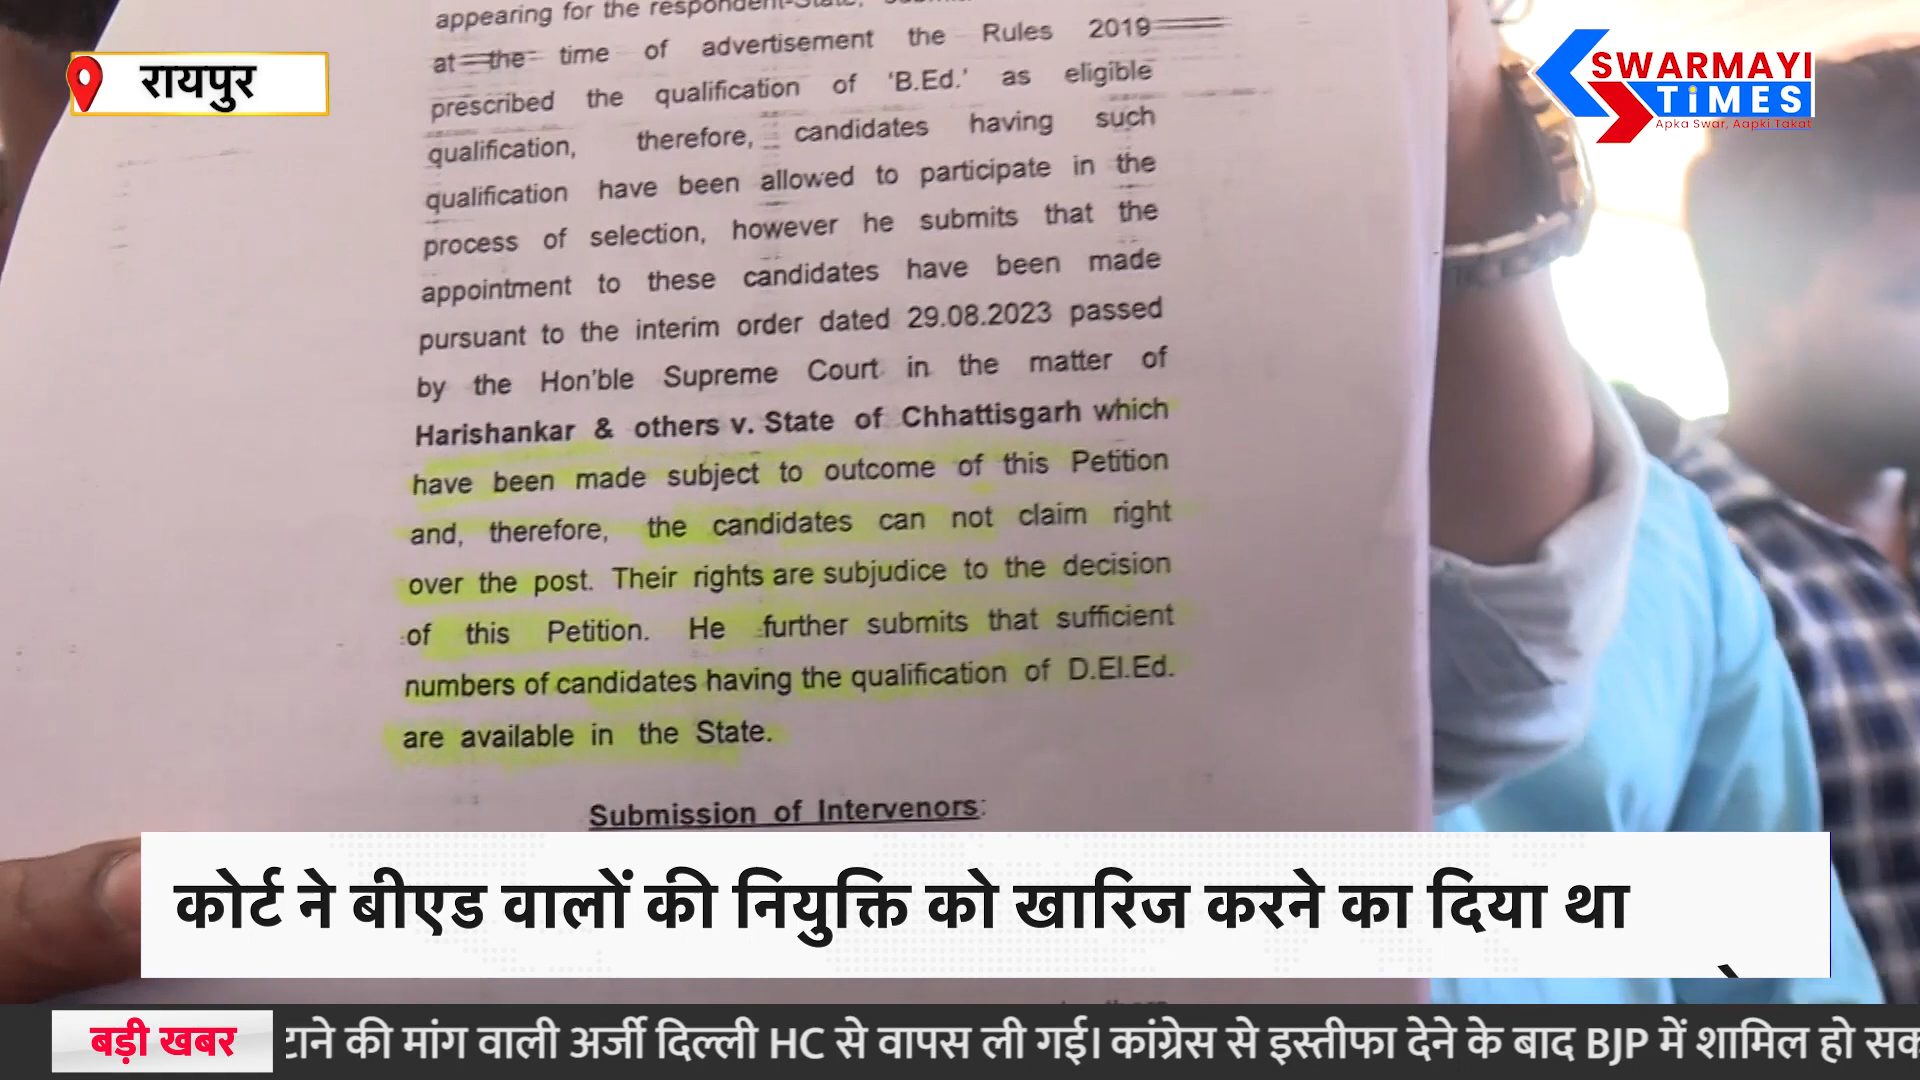 रायपुर
SWARMAYI
TiMES
Apka Swar, Aapki Takat
appearing for the respondent-State,
at the time of advertisement the Rules 2019
prescribed the qualification of 'B.Ed.' as eligible
qualification, therefore, candidates having such
qualification have been allowed to participate in the
process of selection, however he submits that the
appointment to these candidates have been made
pursuant to the interim order dated 29.08.2023 passed
by the Hon'ble Supreme Court in the matter of
Harishankar & others v. State of Chhattisgarh which
have been made subject to outcome of this Petition
and, therefore, the candidates can not claim right
over the post. Their rights are subjudice to the decision
of this Petition. He further submits that sufficient
numbers of candidates having the qualification of D.El.Ed.
are available in the State.
Submission of Intervenors:
कोर्ट ने बीएड वालों की नियुक्ति को खारिज करने का दिया था
बड़ी खबर
टाने की मांग वाली अर्जी दिल्ली HC से वापस ली गई। कांग्रेस से इस्तीफा देने के बाद BJP में शामिल हो सक